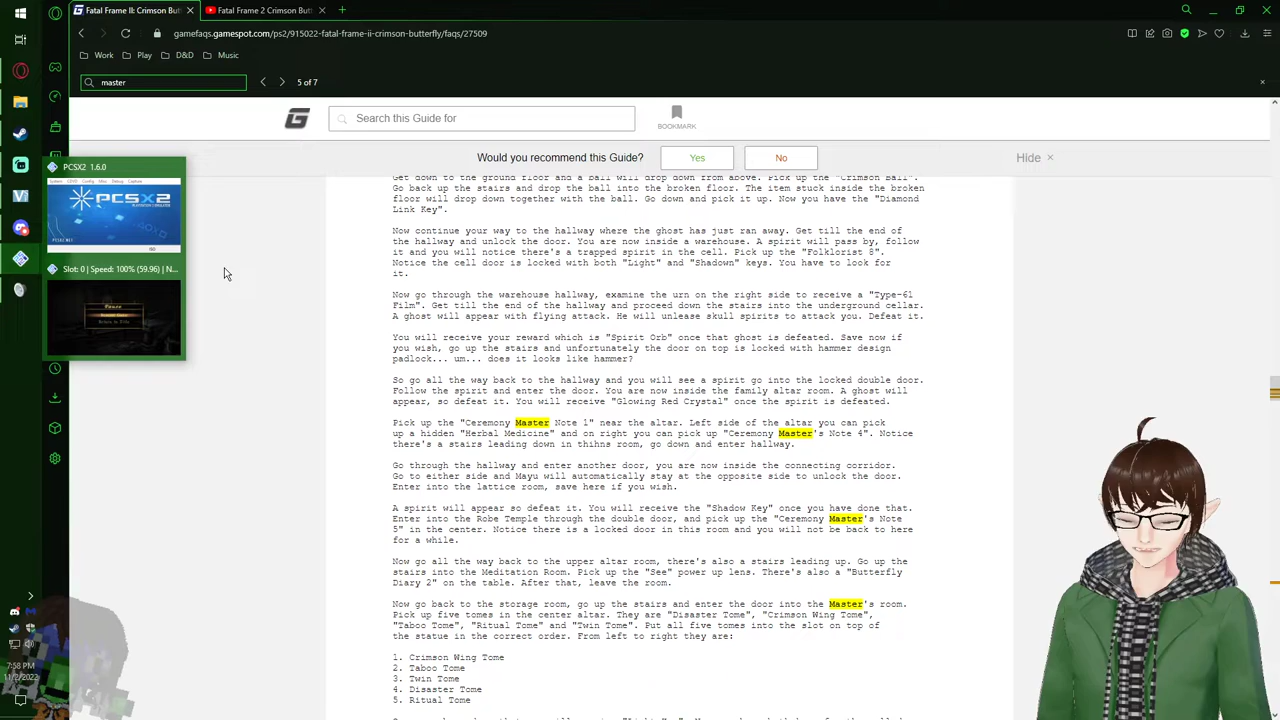 Fatal Frame II: Crimson But
Fatal Frame 2 Crimson But
gamefaqs.gamespot.com/ps2/915022-fatal-frame-ii-crimson-butterfly/faqs/27509
Work
Play
D&D
Music
master
5 of 7
Search this Guide for
BOOKMARK
Would you recommend this Guide?
Yes
No
Hide
PCSX2 1.6.0
PCSX2
Slot: 0 | Speed: 100% (59.96) | N...
Get down to the ground floor and a ball will drop down from above. Pick up the "Crimson Ball".
Go back up the stairs and drop the ball into the broken floor. The item stuck inside the broken
floor will drop down together with the ball. Go down and pick it up. Now you have the "Diamond
Link Key".
Now continue your way to the hallway where the ghost has just ran away. Get till the end of
the hallway and unlock the door. You are now inside a warehouse. A spirit will pass by, follow
it and you will notice there's a trapped spirit in the cell. Pick up the "Folklorist 8".
Notice the cell door is locked with both "Light" and "Shadown" keys. You have to look for
it.
Now go through the warehouse hallway, examine the urn on the right side to receive a "Type-61
Film". Get till the end of the hallway and proceed down the stairs into the underground cellar.
A ghost will appear with flying attack. He will unlease skull spirits to attack you. Defeat it.
You will receive your reward which is "Spirit Orb" once that ghost is defeated. Save now if
you wish, go up the stairs and unfortunately the door on top is locked with hammer design
padlock... um... does it looks like hammer?
So go all the way back to the hallway and you will see a spirit go into the locked double door.
Follow the spirit and enter the door. You are now inside the family altar room. A ghost will
appear, so defeat it. You will receive "Glowing Red Crystal" once the spirit is defeated.
Pick up the "Ceremony Master Note 1" near the altar. Left side of the altar you can pick
up a hidden "Herbal Medicine" and on right you can pick up "Ceremony Master's Note 4". Notice
there's a stairs leading down in thihns room, go down and enter hallway.
Go through the hallway and enter another door, you are now inside the connecting corridor.
Go to either side and Mayu will automatically stay at the opposite side to unlock the door.
Enter into the lattice room, save here if you wish.
A spirit will appear so defeat it. You will receive the "Shadow Key" once you have done that.
Enter into the Robe Temple through the double door, and pick up the "Ceremony Master's Note
5" in the center. Notice there is a locked door in this room and you will not be back to here
for a while.
Now go all the way back to the upper altar room, there's also a stairs leading up. Go up the
stairs into the Meditation Room. Pick up the "See" power up lens. There's also a "Butterfly
Diary 2" on the table. After that, leave the room.
Now go back to the storage room, go up the stairs and enter the door into the Master's room.
Pick up five tomes in the center altar. They are "Disaster Tome", "Crimson Wing Tome",
"Taboo Tome", "Ritual Tome" and "Twin Tome". Put all five tomes into the slot on top of
the statue in the correct order. From left to right they are:
1. Crimson Wing Tome
2. Taboo Tome
3. Twin Tome
4. Disaster Tome
5. Ritual Tome
7:58 PM
11/2/2022